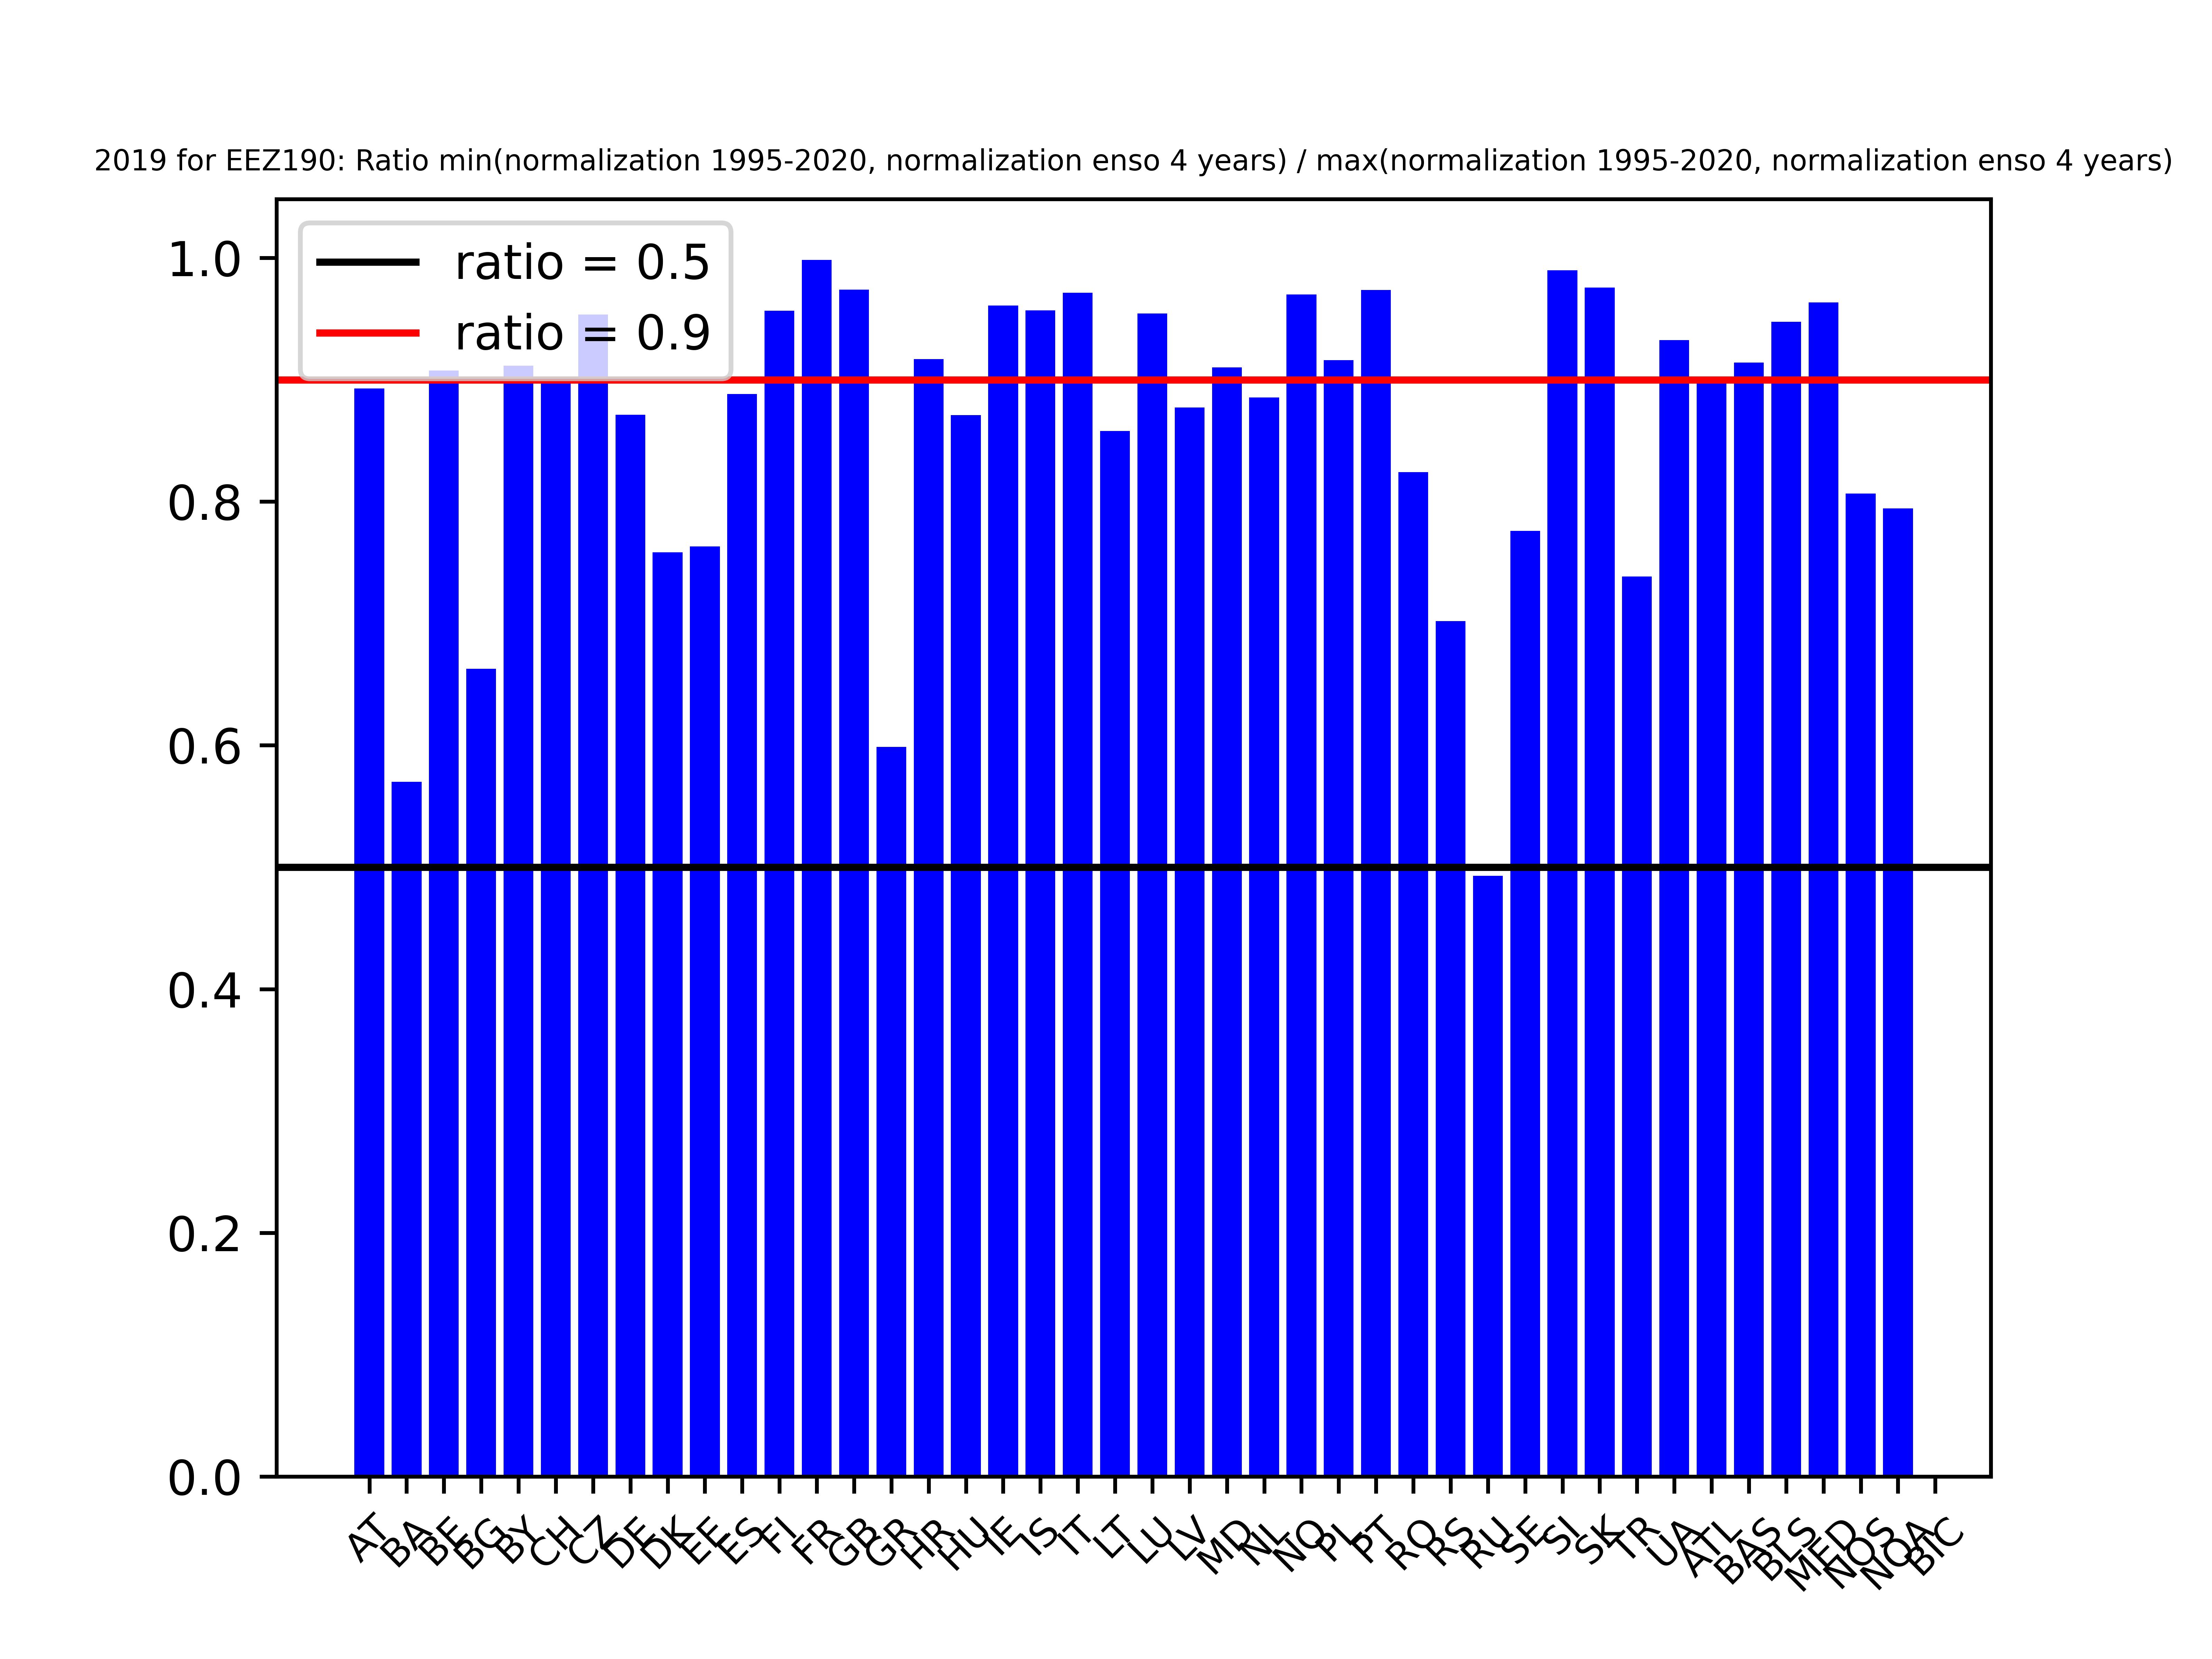 2019 for EEZ190: Ratio min(normalization 1995-2020, normalization enso 4 years) / max(normalization 1995-2020, normalization enso 4 years)
ratio = 0.5
ratio = 0.9
1.0
0.8
0.6
0.4
0.2
0.0
AT BA BE BG BY CH CZ DE DK EE ES FI FR GB GR HR HU IE IS IT LT LU LV MD NL NO PL PT RO RS RU SE SI SK TR UA ATL BAS BLS MED NOS NOA BIC